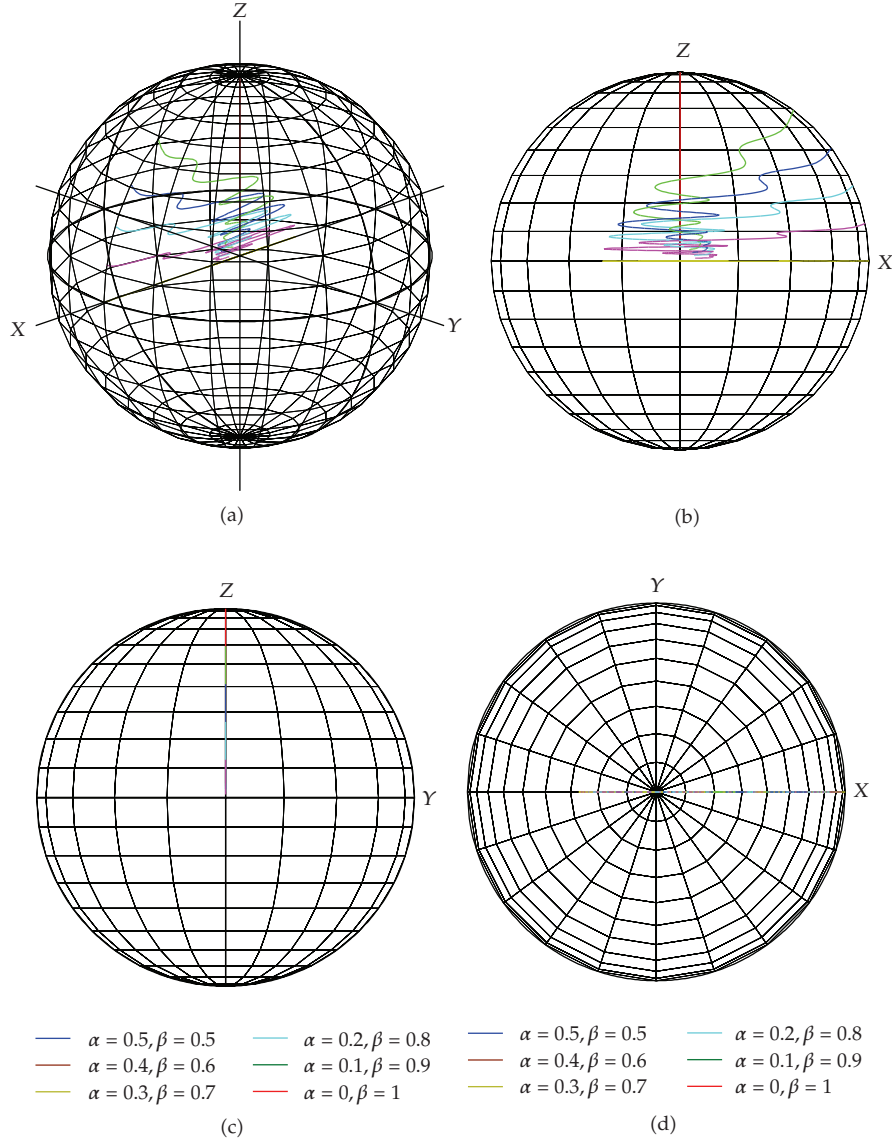 Z
X
Y
(a)
Z
X
(b)
Z
Y
Y
X
α = 0.5, β = 0.5
α = 0.4, β = 0.6
α = 0.3, β = 0.7
α = 0.2, β = 0.8
α = 0.1, β = 0.9
α = 0, β = 1
(c)
α = 0.5, β = 0.5
α = 0.4, β = 0.6
α = 0.3, β = 0.7
α = 0.2, β = 0.8
α = 0.1, β = 0.9
α = 0, β = 1
(d)